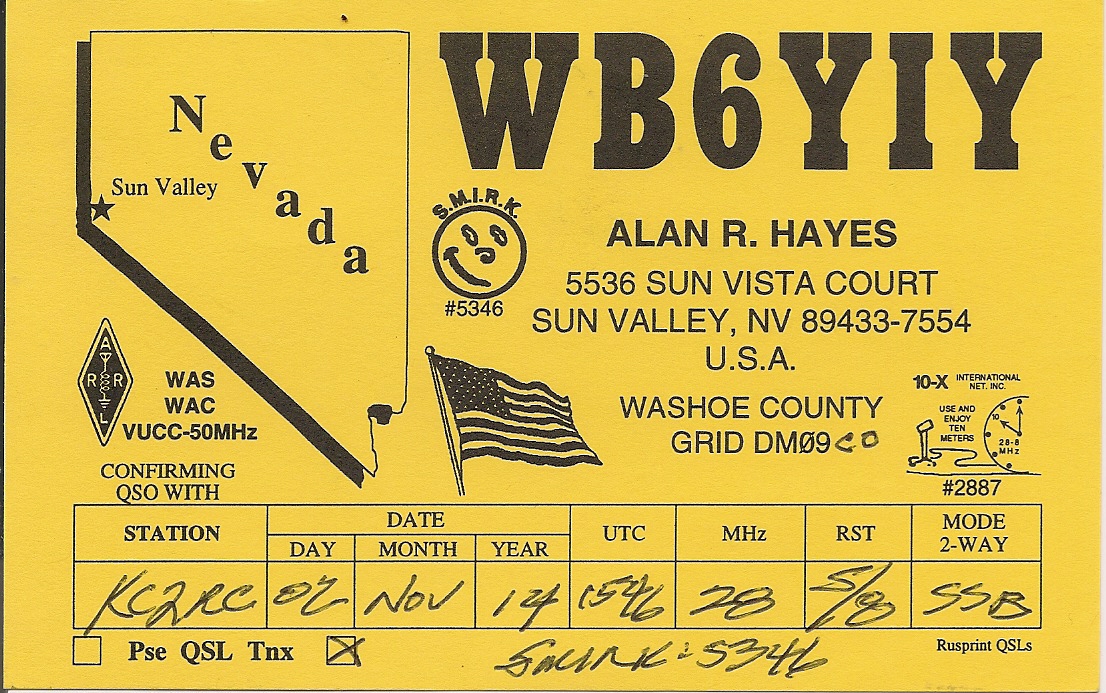 WB6YIY
Nevada
Sun Valley
S.M.I.R.K.
#5346
ALAN R. HAYES
5536 SUN VISTA COURT
SUN VALLEY, NV 89433-7554
U.S.A.
WASHOE COUNTY
GRID DMØ9CO
ARRL
WAS
WAC
VUCC-50MHz
10-X INTERNATIONAL
NET. INC.
USE AND
ENJOY
TEN
METERS
10
28-8
MHz
#2887
CONFIRMING
QSO WITH
STATION DATE UTC MHz RST MODE
2-WAY
DAY MONTH YEAR
KC2RC 02 NOV 14 1546 28 5/8 SSB
Pse QSL Tnx
SMIRK: 5346
Rusprint QSLs